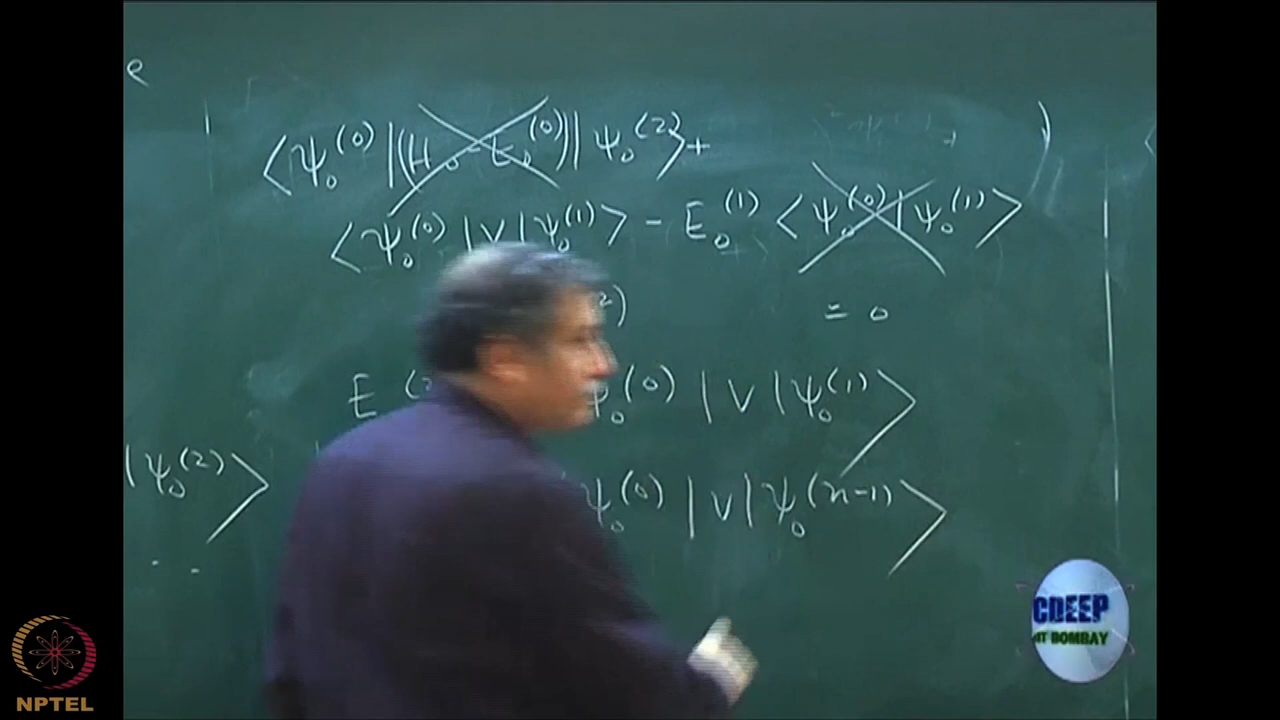 e
⟨ψ₀⁽⁰⁾ |(H₀ - E₀⁽⁰⁾)| ψ₀⁽²⁾⟩ +
⟨ψ₀⁽⁰⁾ | V | ψ₀⁽¹⁾⟩ - E₀⁽¹⁾ ⟨ψ₀⁽⁰⁾ | ψ₀⁽¹⁾⟩
⁽²⁾ = 0
E ψ₀⁽⁰⁾ | V | ψ₀⁽¹⁾⟩
| ψ₀⁽²⁾⟩
ψ₀⁽⁰⁾ | V | ψ₀⁽ⁿ⁻¹⁾⟩
. .
CDEEP
IIT BOMBAY
NPTEL